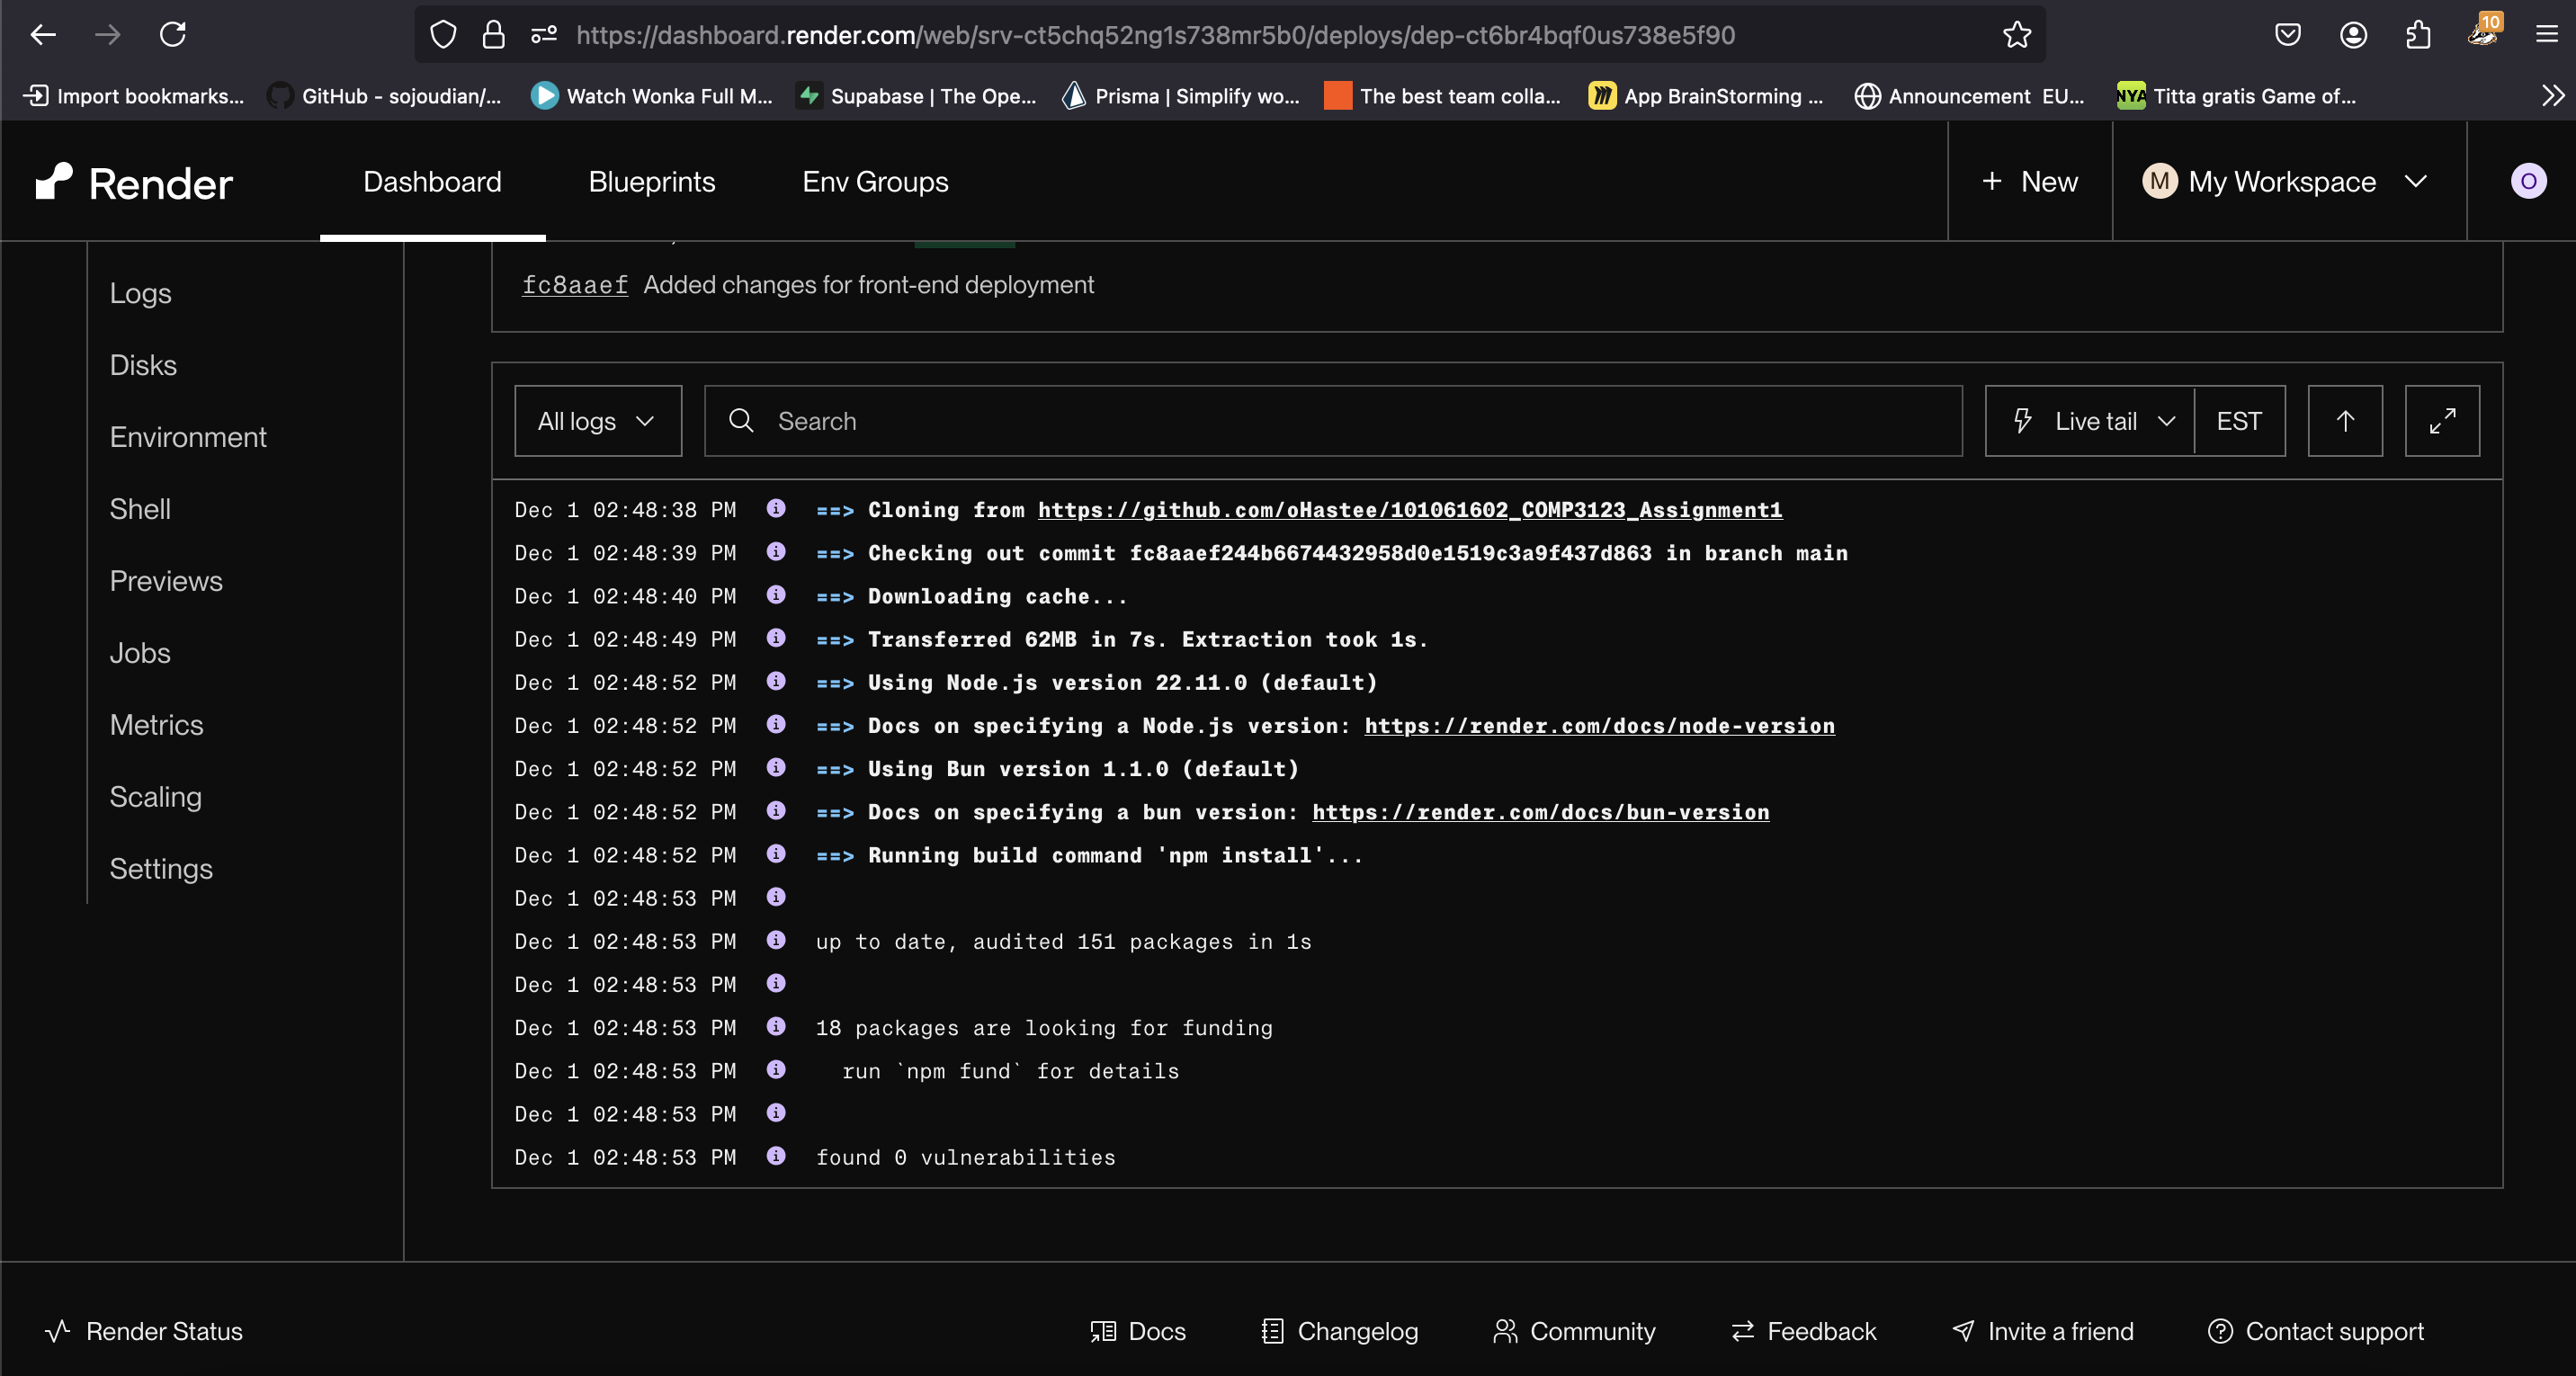 https://dashboard.render.com/web/srv-ct5chq52ng1s738mr5b0/deploys/dep-ct6br4bqf0us738e5f90
10
Import bookmarks...
GitHub - sojoudian/...
Watch Wonka Full M...
Supabase | The Ope...
Prisma | Simplify wo...
The best team colla...
App BrainStorming ...
Announcement EU...
NYA Titta gratis Game of...
Render
Dashboard
Blueprints
Env Groups
+ New
M My Workspace
O
Logs
Disks
Environment
Shell
Previews
Jobs
Metrics
Scaling
Settings
fc8aaef Added changes for front-end deployment
All logs
Search
Live tail
EST
Dec 1 02:48:38 PM ==> Cloning from https://github.com/oHastee/101061602_COMP3123_Assignment1
Dec 1 02:48:39 PM ==> Checking out commit fc8aaef244b6674432958d0e1519c3a9f437d863 in branch main
Dec 1 02:48:40 PM ==> Downloading cache...
Dec 1 02:48:49 PM ==> Transferred 62MB in 7s. Extraction took 1s.
Dec 1 02:48:52 PM ==> Using Node.js version 22.11.0 (default)
Dec 1 02:48:52 PM ==> Docs on specifying a Node.js version: https://render.com/docs/node-version
Dec 1 02:48:52 PM ==> Using Bun version 1.1.0 (default)
Dec 1 02:48:52 PM ==> Docs on specifying a bun version: https://render.com/docs/bun-version
Dec 1 02:48:52 PM ==> Running build command 'npm install'...
Dec 1 02:48:53 PM
Dec 1 02:48:53 PM up to date, audited 151 packages in 1s
Dec 1 02:48:53 PM
Dec 1 02:48:53 PM 18 packages are looking for funding
Dec 1 02:48:53 PM run `npm fund` for details
Dec 1 02:48:53 PM
Dec 1 02:48:53 PM found 0 vulnerabilities
Render Status
Docs
Changelog
Community
Feedback
Invite a friend
Contact support